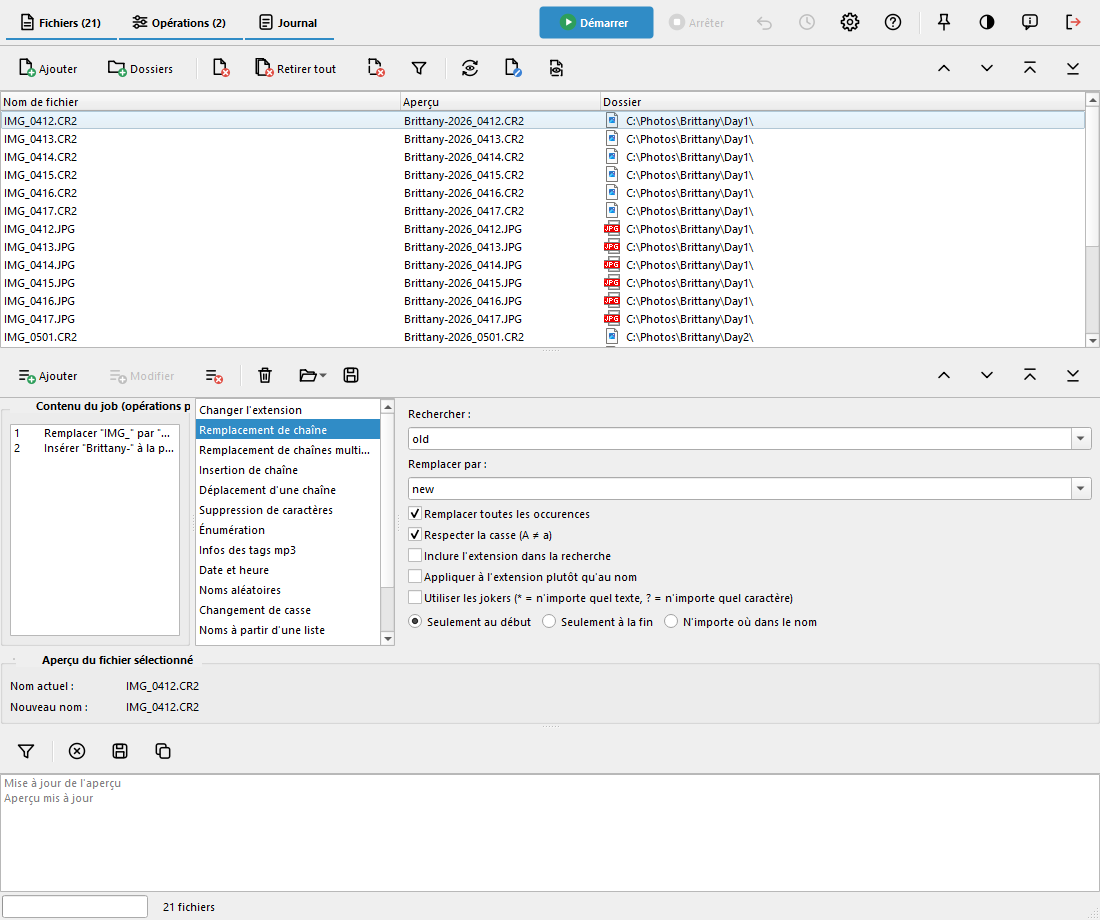 Fichiers (21) Opérations (2) Journal Démarrer Arrêter
Ajouter Dossiers Retirer tout
Nom de fichier Aperçu Dossier
IMG_0412.CR2 Brittany-2026_0412.CR2 C:\Photos\Brittany\Day1\
IMG_0413.CR2 Brittany-2026_0413.CR2 C:\Photos\Brittany\Day1\
IMG_0414.CR2 Brittany-2026_0414.CR2 C:\Photos\Brittany\Day1\
IMG_0415.CR2 Brittany-2026_0415.CR2 C:\Photos\Brittany\Day1\
IMG_0416.CR2 Brittany-2026_0416.CR2 C:\Photos\Brittany\Day1\
IMG_0417.CR2 Brittany-2026_0417.CR2 C:\Photos\Brittany\Day1\
IMG_0412.JPG Brittany-2026_0412.JPG JPG C:\Photos\Brittany\Day1\
IMG_0413.JPG Brittany-2026_0413.JPG JPG C:\Photos\Brittany\Day1\
IMG_0414.JPG Brittany-2026_0414.JPG JPG C:\Photos\Brittany\Day1\
IMG_0415.JPG Brittany-2026_0415.JPG JPG C:\Photos\Brittany\Day1\
IMG_0416.JPG Brittany-2026_0416.JPG JPG C:\Photos\Brittany\Day1\
IMG_0417.JPG Brittany-2026_0417.JPG JPG C:\Photos\Brittany\Day1\
IMG_0501.CR2 Brittany-2026_0501.CR2 C:\Photos\Brittany\Day2\
Ajouter Modifier
Contenu du job (opérations p
1 Remplacer "IMG_" par "...
2 Insérer "Brittany-" à la p...
Changer l'extension
Remplacement de chaîne
Remplacement de chaînes multi...
Insertion de chaîne
Déplacement d'une chaîne
Suppression de caractères
Énumération
Infos des tags mp3
Date et heure
Noms aléatoires
Changement de casse
Noms à partir d'une liste
Rechercher :
old
Remplacer par :
new
Remplacer toutes les occurences
Respecter la casse (A ≠ a)
Inclure l'extension dans la recherche
Appliquer à l'extension plutôt qu'au nom
Utiliser les jokers (* = n'importe quel texte, ? = n'importe quel caractère)
Seulement au début Seulement à la fin N'importe où dans le nom
Aperçu du fichier sélectionné
Nom actuel : IMG_0412.CR2
Nouveau nom : IMG_0412.CR2
Mise à jour de l'aperçu
Aperçu mis à jour
21 fichiers